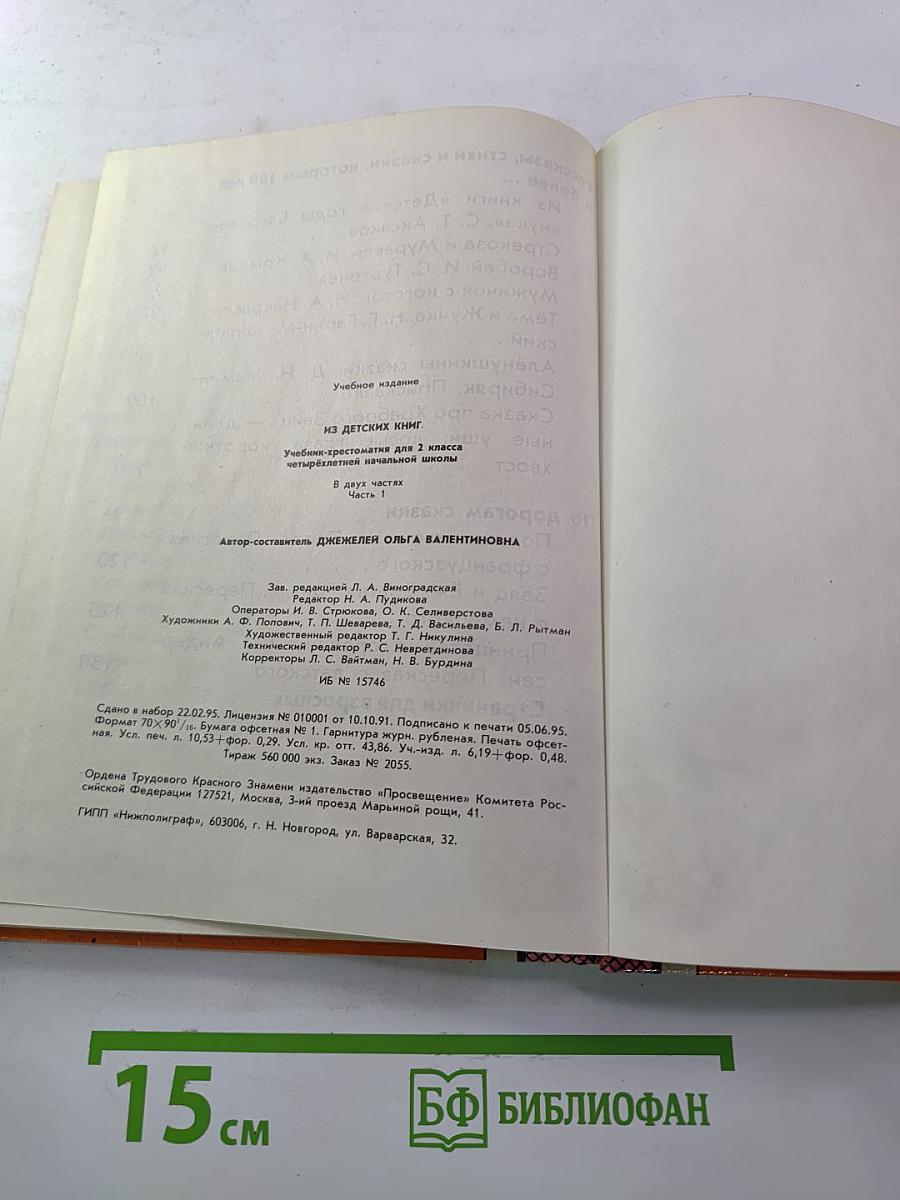 Учебное издание
ИЗ ДЕТСКИХ КНИГ
Учебник-хрестоматия для 2 класса
четырёхлетней начальной школы
В двух частях
Часть 1
Автор-составитель ДЖЕЖЕЛЕЙ ОЛЬГА ВАЛЕНТИНОВНА
Зав. редакцией Л. А. Виноградская
Редактор Н. А. Пудикова
Операторы И. В. Стрюкова, О. К. Селиверстова
Художники А. Ф. Попович, Т. П. Шеварева, Т. Д. Васильева, Б. Л. Рытман
Художественный редактор Т. Г. Никулина
Технический редактор Р. С. Невретдинова
Корректоры Л. С. Вайтман, Н. В. Бурдина
ИБ № 15746
Сдано в набор 22.02.95. Лицензия № 010001 от 10.10.91. Подписано к печати 05.06.95.
Формат 70×90¹/₁₆. Бумага офсетная № 1. Гарнитура журн. рубленая. Печать офсет-
ная. Усл. печ. л. 10,53+фор. 0,29. Усл. кр. отт. 43,86. Уч.-изд. л. 6,19+фор. 0,48.
Тираж 560 000 экз. Заказ № 2055.
Ордена Трудового Красного Знамени издательство «Просвещение» Комитета Рос-
сийской Федерации 127521, Москва, 3-ий проезд Марьиной рощи, 41.
ГИПП «Нижполиграф», 603006, г. Н. Новгород, ул. Варварская, 32.
15 см
БФ БИБЛИОФАН